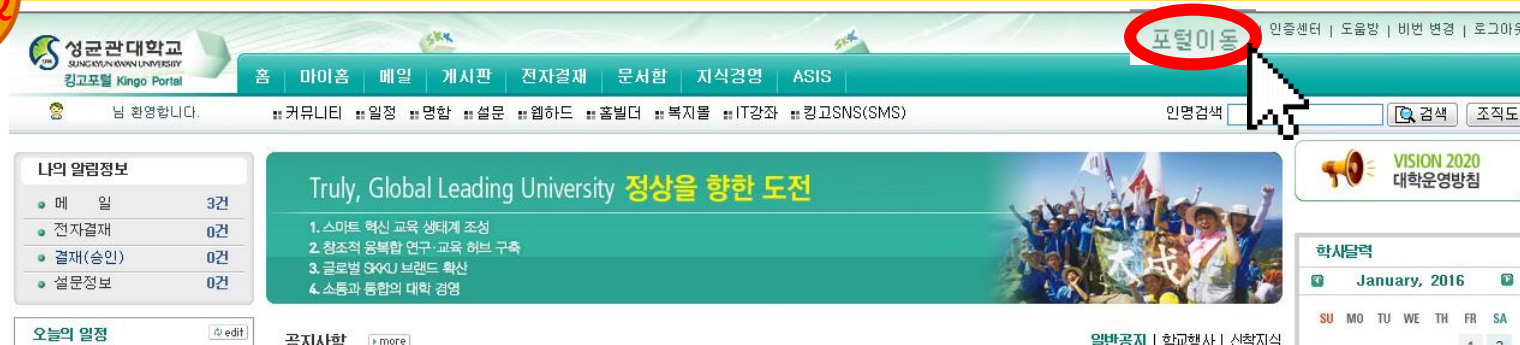 포털이동 | 인증센터 | 도움방 | 비번 변경 | 로그아웃
성균관대학교
SUNGKYUNKWAN UNIVERSITY
킹고포털 Kingo Portal
홈 마이홈 메일 게시판 전자결재 문서함 지식경영 ASIS
님 환영합니다.
커뮤니티 일정 명함 설문 웹하드 홈빌더 복지몰 IT강좌 킹고SNS(SMS)
인명검색 검색 조직도
나의 알림정보
메 일 3건
전자결재 0건
결재(승인) 0건
설문정보 0건
오늘의 일정 edit
Truly, Global Leading University 정상을 향한 도전
1. 스마트 혁신 교육 생태계 조성
2. 창조적 융복합 연구·교육 허브 구축
3. 글로벌 SKKU 브랜드 확산
4. 소통과 통합의 대학 경영
大成
공지사항 more
일반공지 | 학교행사 | 신착지식
VISION 2020
대학운영방침
학사달력
January, 2016
SU MO TU WE TH FR SA
1 2